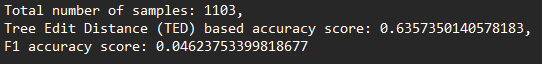 Total number of samples: 1103,
Tree Edit Distance (TED) based accuracy score: 0.6357350140578183,
F1 accuracy score: 0.04623753399818677